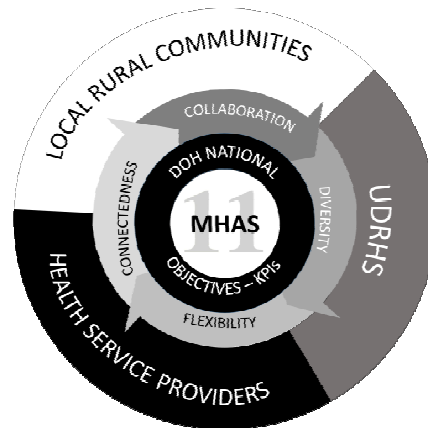 LOCAL RURAL COMMUNITIES
UDRHS
HEALTH SERVICE PROVIDERS
COLLABORATION
DIVERSITY
FLEXIBILITY
CONNECTEDNESS
DOH NATIONAL
OBJECTIVES – KPIs
11
MHAS